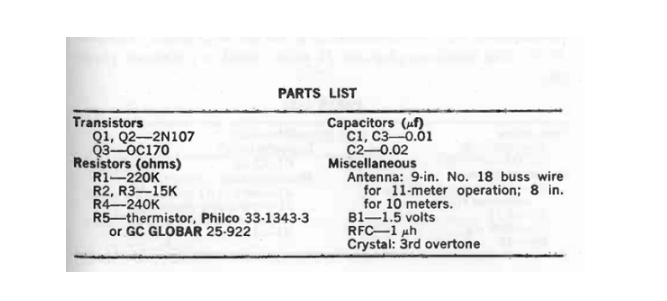 PARTS LIST
Transistors
Q1, Q2—2N107
Q3—OC170
Resistors (ohms)
R1—220K
R2, R3—15K
R4—240K
R5—thermistor, Philco 33-1343-3
or GC GLOBAR 25-922
Capacitors (μf)
C1, C3—0.01
C2—0.02
Miscellaneous
Antenna: 9-in. No. 18 buss wire
for 11-meter operation; 8 in.
for 10 meters.
B1—1.5 volts
RFC—1 μh
Crystal: 3rd overtone